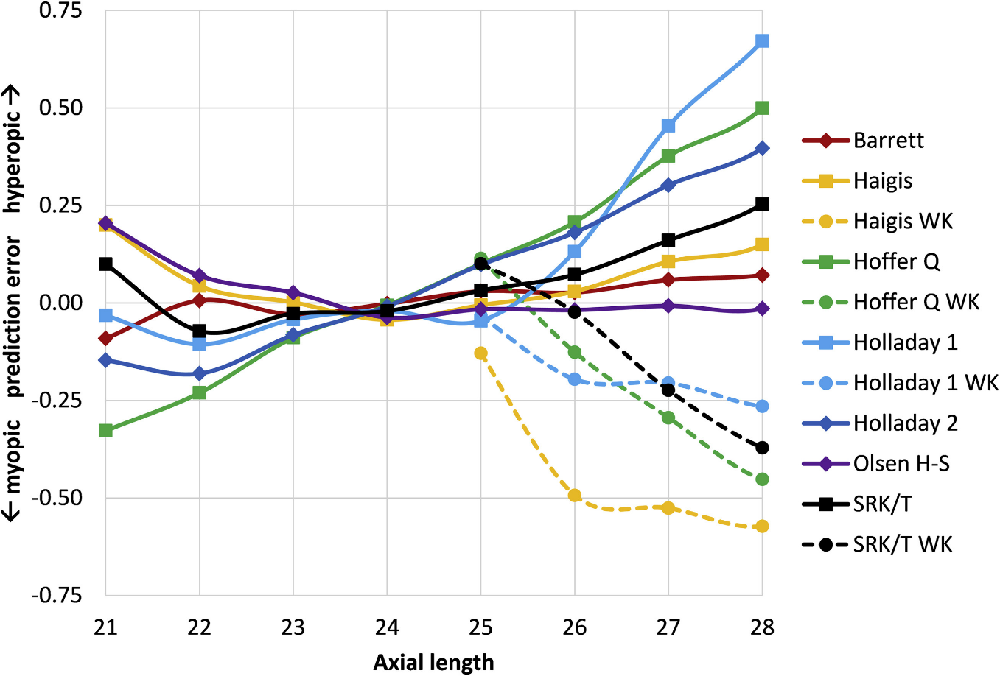 0.75
0.50
0.25
0.00
-0.25
-0.50
-0.75
← myopic prediction error hyperopic →
21 22 23 24 25 26 27 28
Axial length
Barrett
Haigis
Haigis WK
Hoffer Q
Hoffer Q WK
Holladay 1
Holladay 1 WK
Holladay 2
Olsen H-S
SRK/T
SRK/T WK